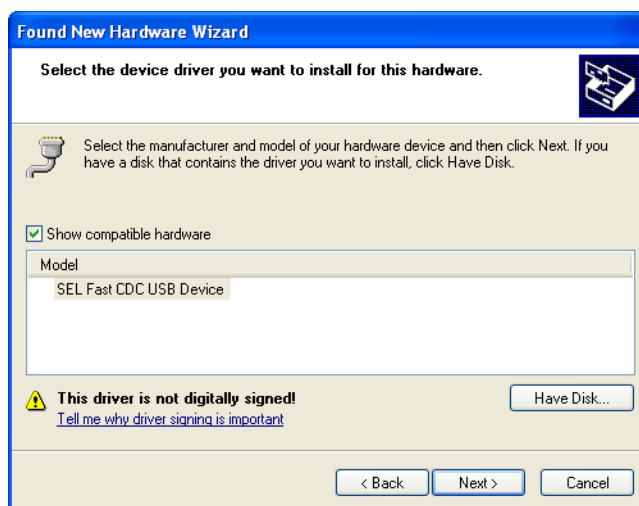 Found New Hardware Wizard
Select the device driver you want to install for this hardware.
Select the manufacturer and model of your hardware device and then click Next. If you
have a disk that contains the driver you want to install, click Have Disk.
Show compatible hardware
Model
SEL Fast CDC USB Device
This driver is not digitally signed!
Have Disk...
Tell me why driver signing is important
< Back
Next >
Cancel